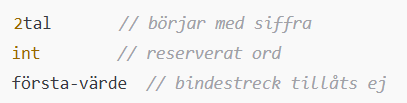 2tal // börjar med siffra
int // reserverat ord
första-värde // bindestreck tillåts ej